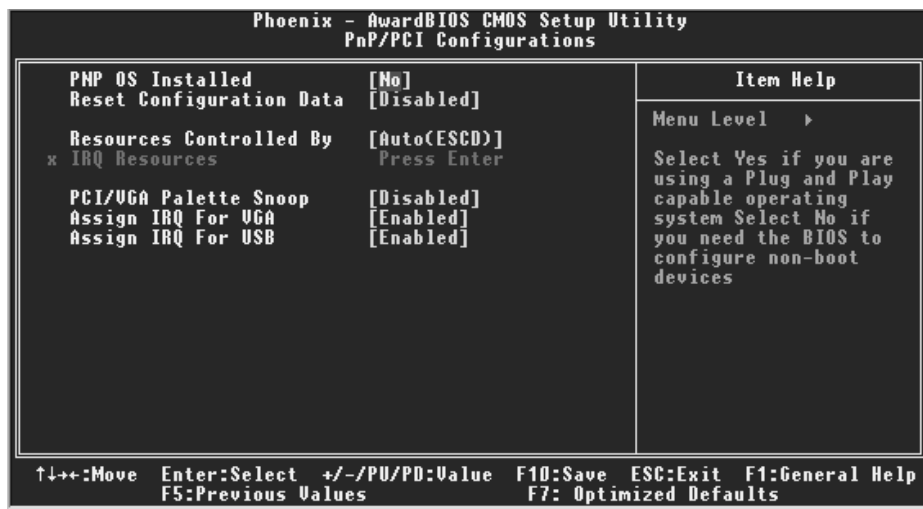 Phoenix - AwardBIOS CMOS Setup Utility
PnP/PCI Configurations
PNP OS Installed [No]
Reset Configuration Data [Disabled]
Resources Controlled By [Auto(ESCD)]
x IRQ Resources Press Enter
PCI/VGA Palette Snoop [Disabled]
Assign IRQ For VGA [Enabled]
Assign IRQ For USB [Enabled]
Item Help
Menu Level ▸
Select Yes if you are
using a Plug and Play
capable operating
system Select No if
you need the BIOS to
configure non-boot
devices
↑↓→←:Move Enter:Select +/-/PU/PD:Value F10:Save ESC:Exit F1:General Help
F5:Previous Values F7: Optimized Defaults